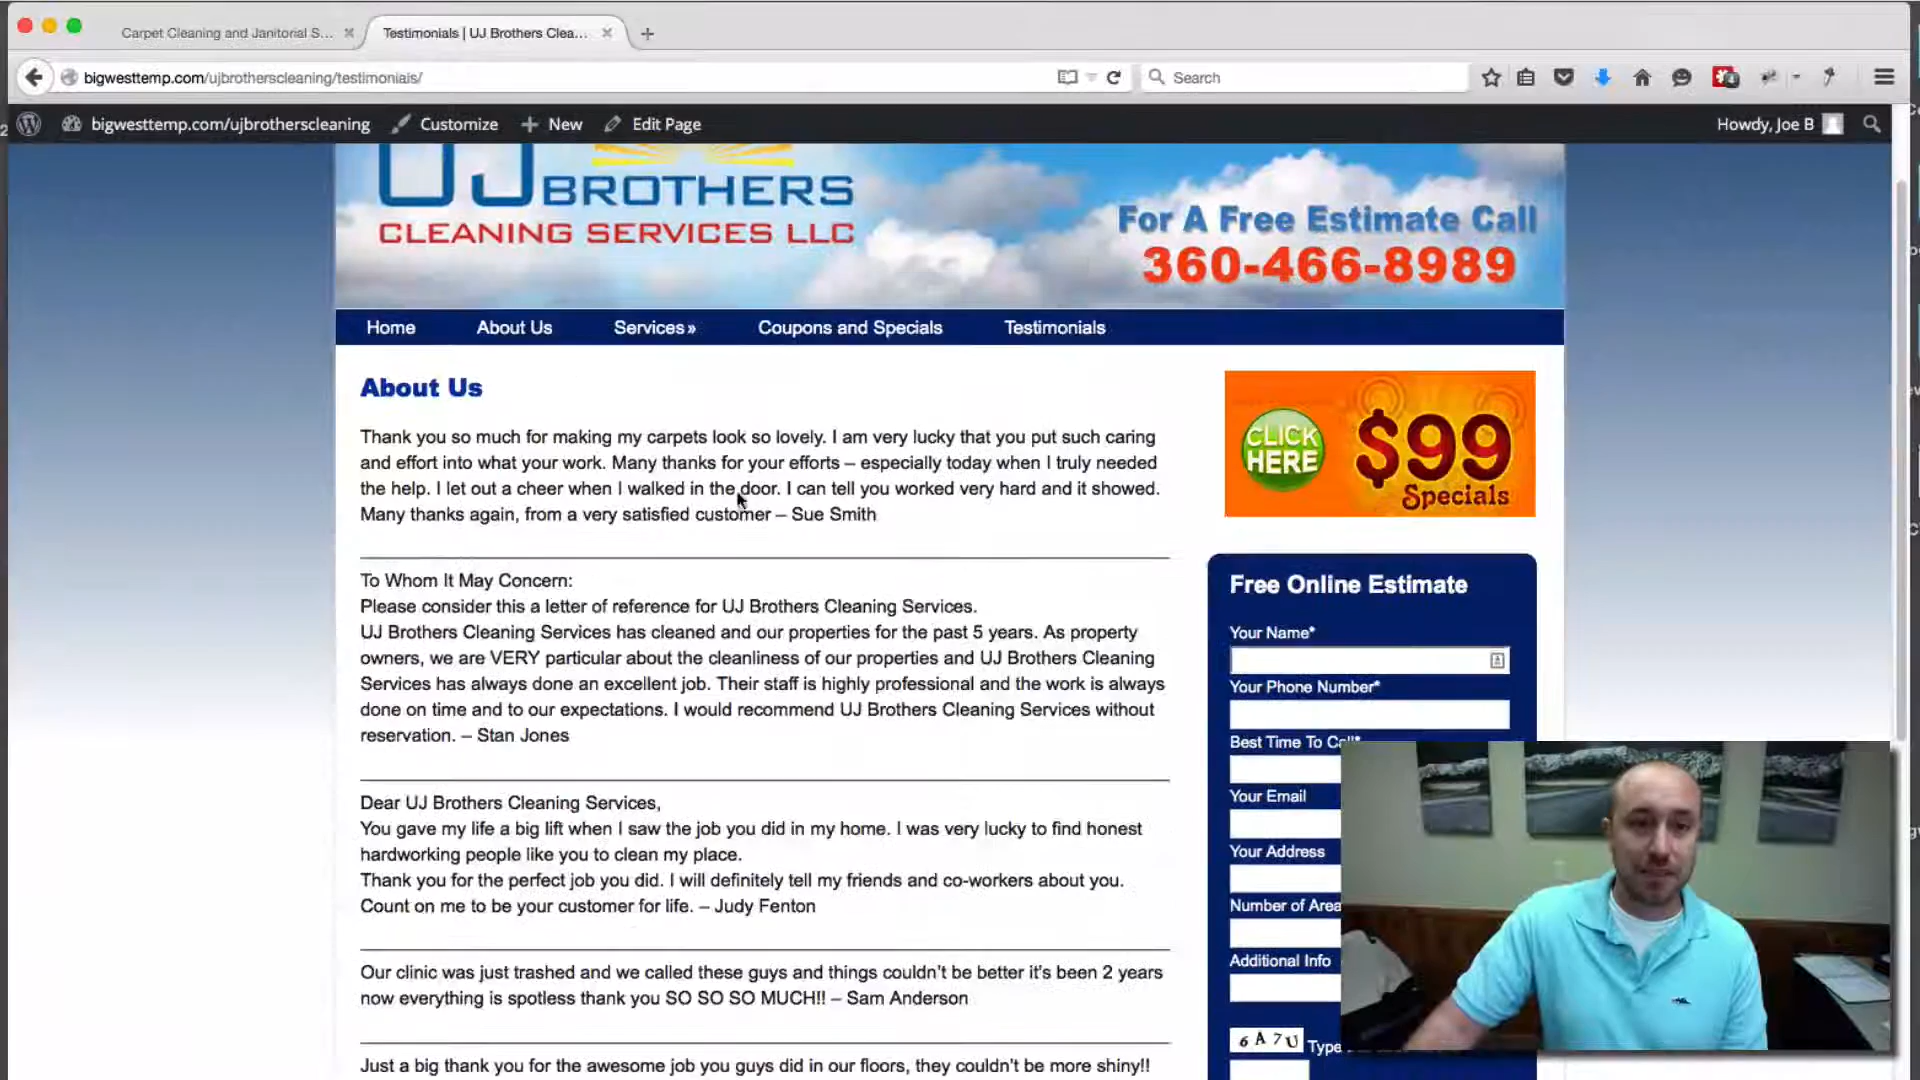 Carpet Cleaning and Janitorial S...
Testimonials | UJ Brothers Clea...
bigwesttemp.com/ujbrotherscleaning/testimonials/
Search
bigwesttemp.com/ujbrotherscleaning
Customize
New
Edit Page
Howdy, Joe B
UJ BROTHERS
CLEANING SERVICES LLC
For A Free Estimate Call
360-466-8989
Home
About Us
Services»
Coupons and Specials
Testimonials
About Us
Thank you so much for making my carpets look so lovely. I am very lucky that you put such caring
and effort into what your work. Many thanks for your efforts – especially today when I truly needed
the help. I let out a cheer when I walked in the door. I can tell you worked very hard and it showed.
Many thanks again, from a very satisfied customer – Sue Smith
To Whom It May Concern:
Please consider this a letter of reference for UJ Brothers Cleaning Services.
UJ Brothers Cleaning Services has cleaned and our properties for the past 5 years. As property
owners, we are VERY particular about the cleanliness of our properties and UJ Brothers Cleaning
Services has always done an excellent job. Their staff is highly professional and the work is always
done on time and to our expectations. I would recommend UJ Brothers Cleaning Services without
reservation. – Stan Jones
Dear UJ Brothers Cleaning Services,
You gave my life a big lift when I saw the job you did in my home. I was very lucky to find honest
hardworking people like you to clean my place.
Thank you for the perfect job you did. I will definitely tell my friends and co-workers about you.
Count on me to be your customer for life. – Judy Fenton
Our clinic was just trashed and we called these guys and things couldn't be better it's been 2 years
now everything is spotless thank you SO SO SO MUCH!! – Sam Anderson
Just a big thank you for the awesome job you guys did in our floors, they couldn't be more shiny!!
CLICK
HERE
$99
Specials
Free Online Estimate
Your Name*
Your Phone Number*
Best Time To Call*
Your Email
Your Address
Number of Area
Additional Info
6 A 7 U
Type